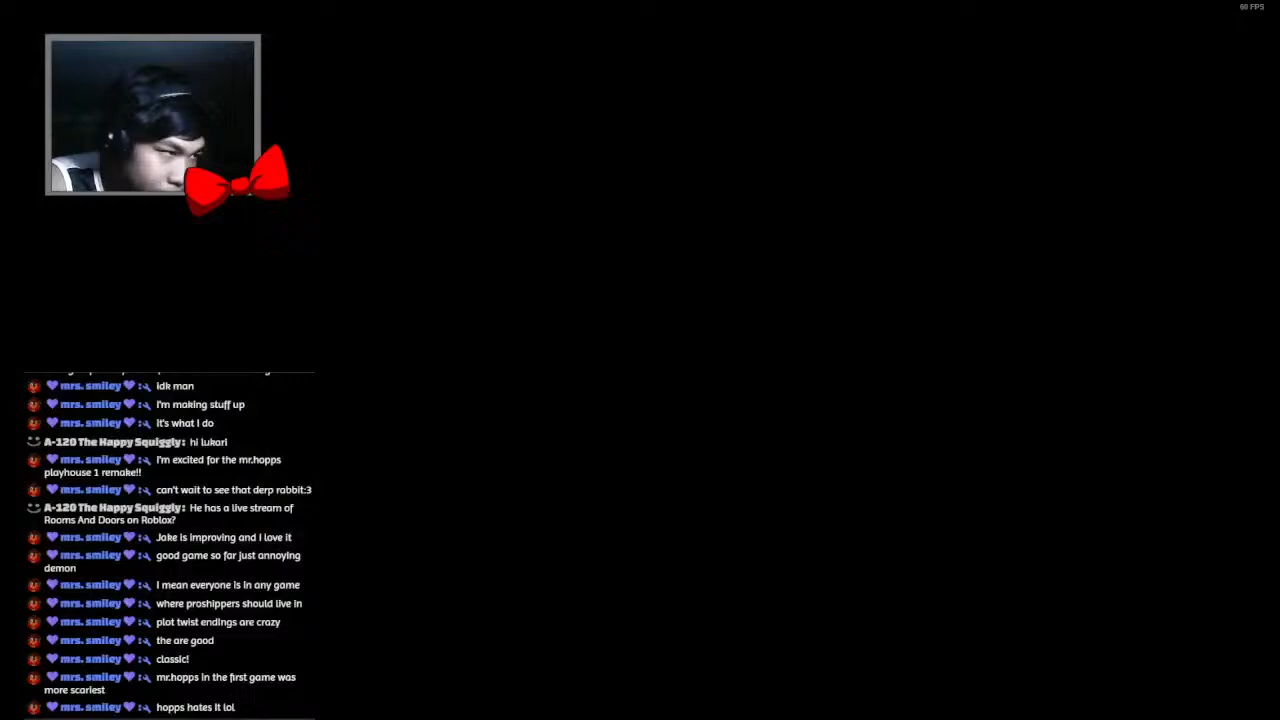 60 FPS
mrs. smiley : idk man
mrs. smiley : I'm making stuff up
mrs. smiley : It's what I do
A-120 The Happy Squiggly : hi lukari
mrs. smiley : I'm excited for the mr.hopps
playhouse 1 remake!!
mrs. smiley : can't wait to see that derp rabbit:3
A-120 The Happy Squiggly : He has a live stream of
Rooms And Doors on Roblox?
mrs. smiley : Jake is improving and I love it
mrs. smiley : good game so far just annoying
demon
mrs. smiley : I mean everyone is in any game
mrs. smiley : where proshippers should live in
mrs. smiley : plot twist endings are crazy
mrs. smiley : the are good
mrs. smiley : classic!
mrs. smiley : mr.hopps in the first game was
more scariest
mrs. smiley : hopps hates it lol